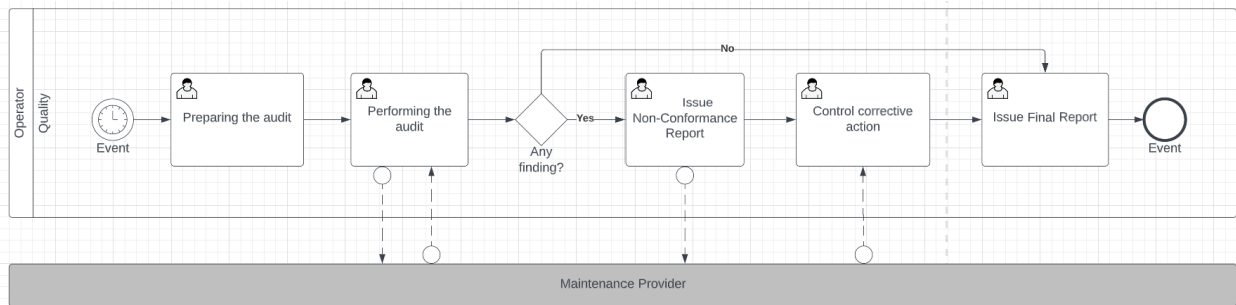 Operator
Quality
Event
Preparing the audit
Performing the
audit
Any
finding?
No
Yes
Issue
Non-Conformance
Report
Control corrective
action
Issue Final Report
Event
Maintenance Provider